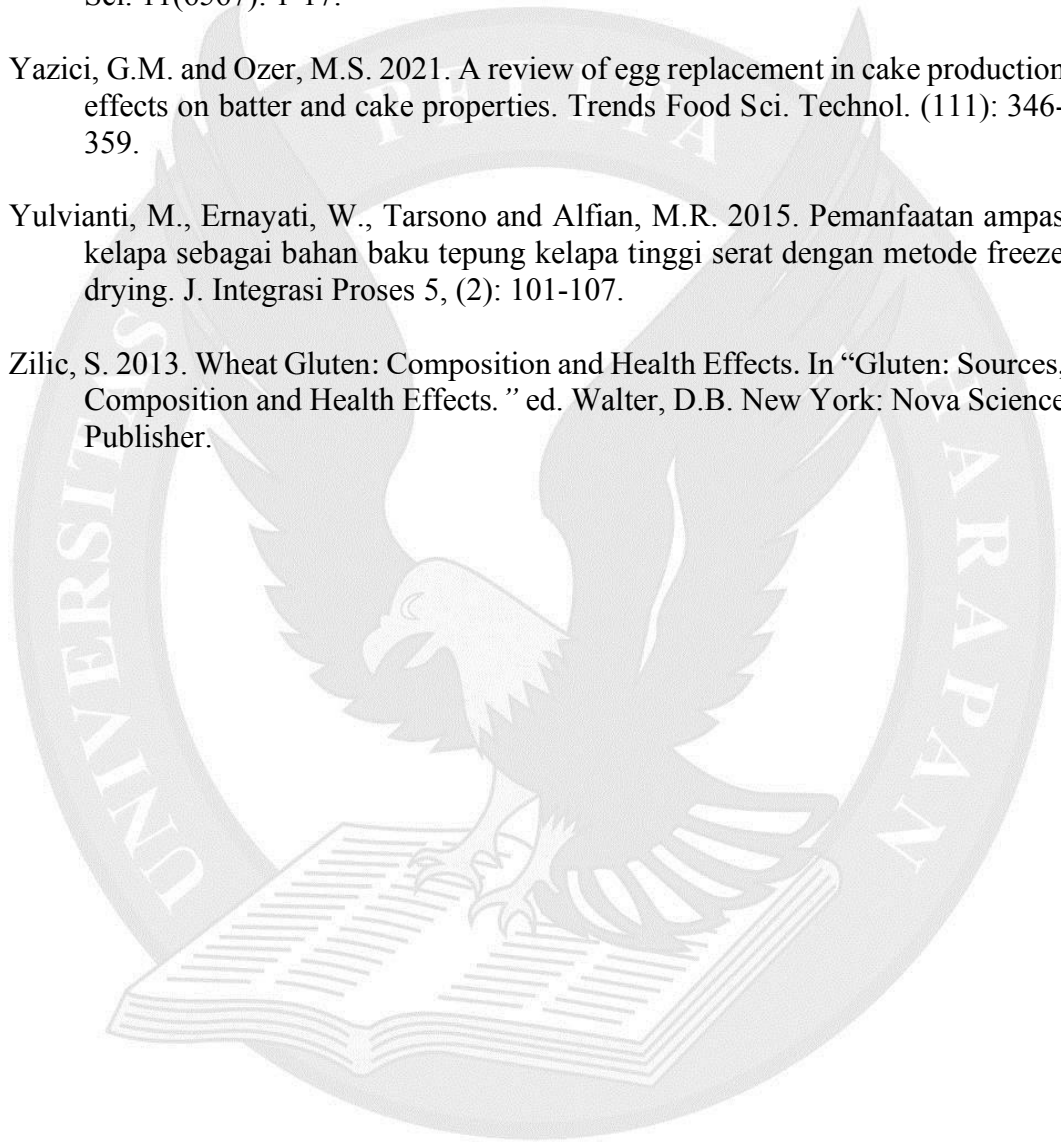 Sci. 11(6567): 1-17.
Yazici, G.M. and Ozer, M.S. 2021. A review of egg replacement in cake production
effects on batter and cake properties. Trends Food Sci. Technol. (111): 346-
359.
Yulvianti, M., Ernayati, W., Tarsono and Alfian, M.R. 2015. Pemanfaatan ampas
kelapa sebagai bahan baku tepung kelapa tinggi serat dengan metode freeze
drying. J. Integrasi Proses 5, (2): 101-107.
Zilic, S. 2013. Wheat Gluten: Composition and Health Effects. In “Gluten: Sources,
Composition and Health Effects.” ed. Walter, D.B. New York: Nova Science
Publisher.
UNIVERSITAS PELITA HARAPAN